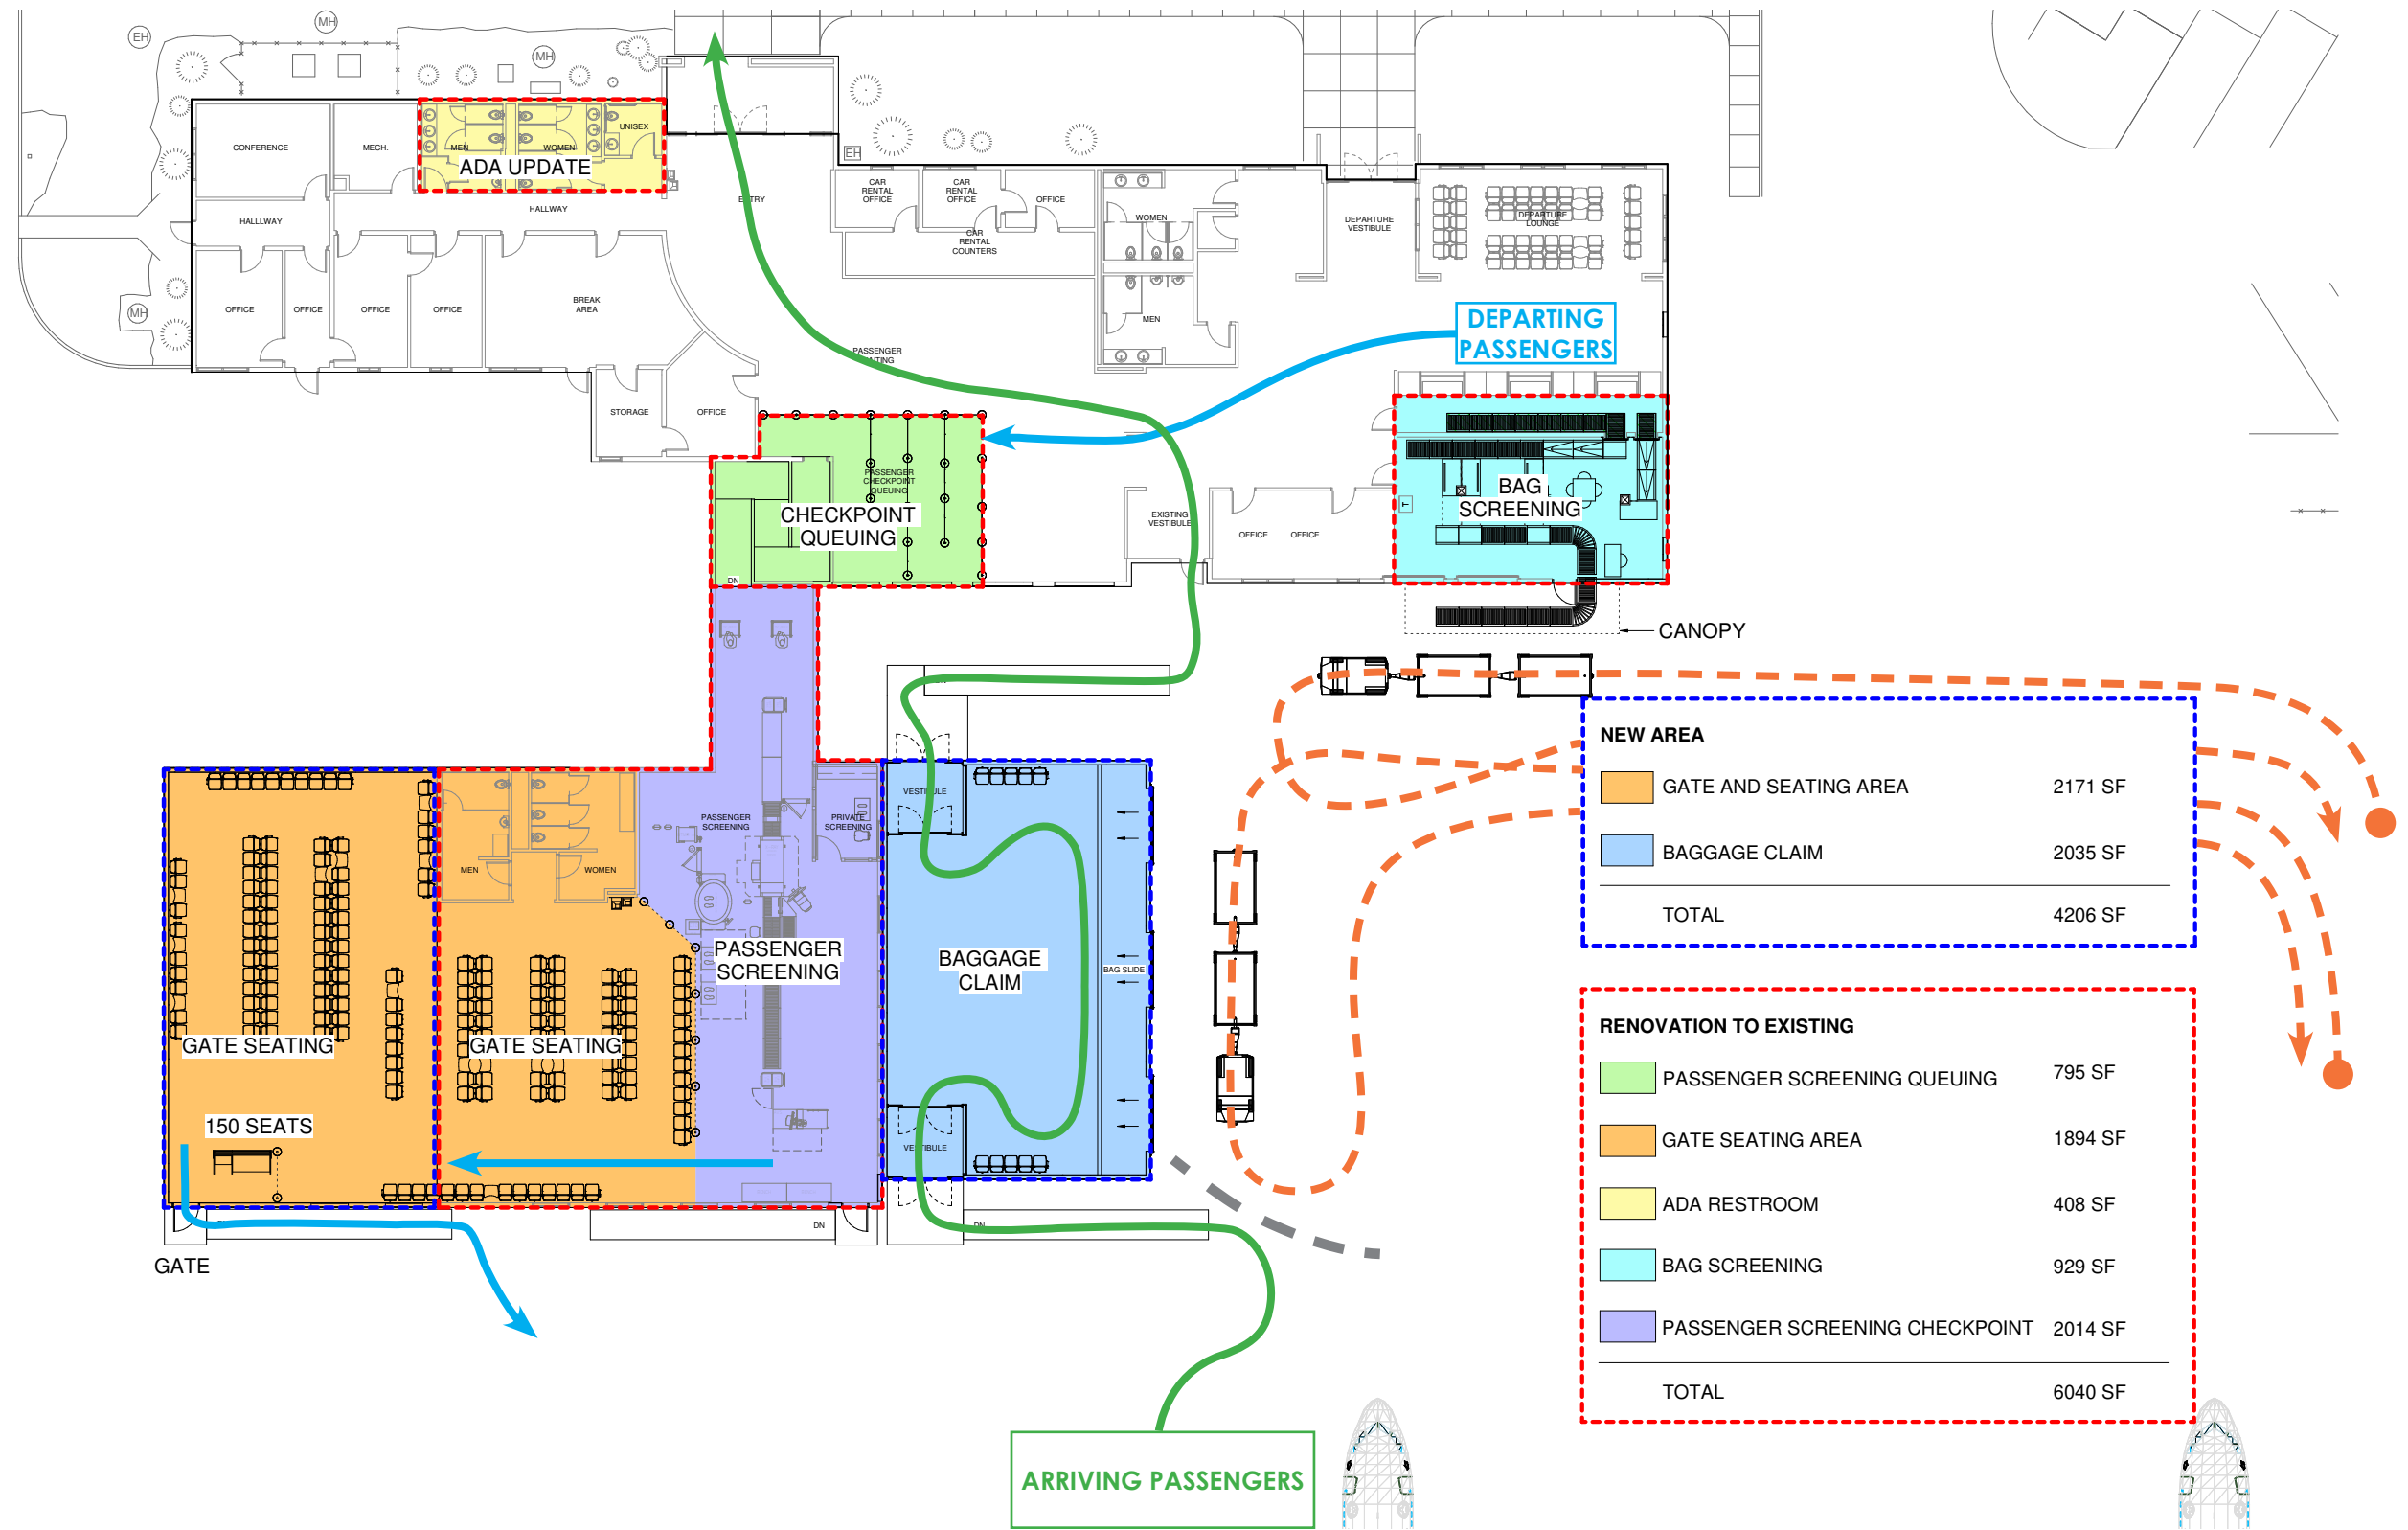 MH
EH
MH
UNISEX
CONFERENCE
MECH.
MEN
WOMEN
ADA UPDATE
EH
HALLWAY
HALLLWAY
ENTRY
CAR
RENTAL
OFFICE
CAR
RENTAL
OFFICE
OFFICE
CAR
RENTAL
COUNTERS
WOMEN
DEPARTURE
VESTIBULE
DEPARTURE
LOUNGE
MH
OFFICE
OFFICE
OFFICE
OFFICE
BREAK
AREA
MEN
DEPARTING
PASSENGERS
PASSENGER
STORAGE
OFFICE
PASSENGER
CHECKPOINT
QUEUING
CHECKPOINT
QUEUING
DN
EXISTING
VESTIBULE
OFFICE
OFFICE
T
BAG
SCREENING
CANOPY
NEW AREA
GATE AND SEATING AREA 2171 SF
BAGGAGE CLAIM 2035 SF
TOTAL 4206 SF
VESTIBULE
PASSENGER
SCREENING
PRIVATE
SCREENING
MEN
WOMEN
PASSENGER
SCREENING
BAGGAGE
CLAIM
BAG SLIDE
GATE SEATING
GATE SEATING
150 SEATS
VESTIBULE
DN
DN
GATE
RENOVATION TO EXISTING
PASSENGER SCREENING QUEUING 795 SF
GATE SEATING AREA 1894 SF
ADA RESTROOM 408 SF
BAG SCREENING 929 SF
PASSENGER SCREENING CHECKPOINT 2014 SF
TOTAL 6040 SF
ARRIVING PASSENGERS